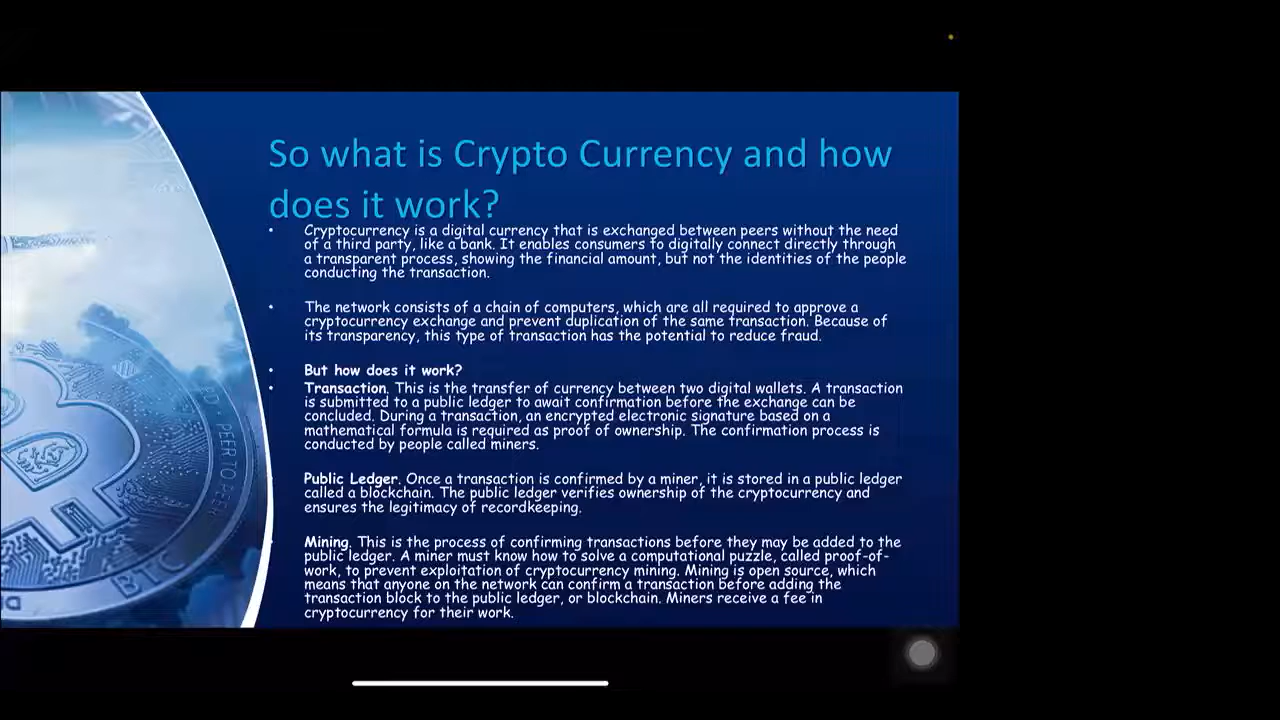 So what is Crypto Currency and how
does it work?
• Cryptocurrency is a digital currency that is exchanged between peers without the need
of a third party, like a bank. It enables consumers to digitally connect directly through
a transparent process, showing the financial amount, but not the identities of the people
conducting the transaction.
• The network consists of a chain of computers, which are all required to approve a
cryptocurrency exchange and prevent duplication of the same transaction. Because of
its transparency, this type of transaction has the potential to reduce fraud.
• But how does it work?
• Transaction. This is the transfer of currency between two digital wallets. A transaction
is submitted to a public ledger to await confirmation before the exchange can be
concluded. During a transaction, an encrypted electronic signature based on a
mathematical formula is required as proof of ownership. The confirmation process is
conducted by people called miners.
Public Ledger. Once a transaction is confirmed by a miner, it is stored in a public ledger
called a blockchain. The public ledger verifies ownership of the cryptocurrency and
ensures the legitimacy of recordkeeping.
Mining. This is the process of confirming transactions before they may be added to the
public ledger. A miner must know how to solve a computational puzzle, called proof-of-
work, to prevent exploitation of cryptocurrency mining. Mining is open source, which
means that anyone on the network can confirm a transaction before adding the
transaction block to the public ledger, or blockchain. Miners receive a fee in
cryptocurrency for their work.
PEER TO